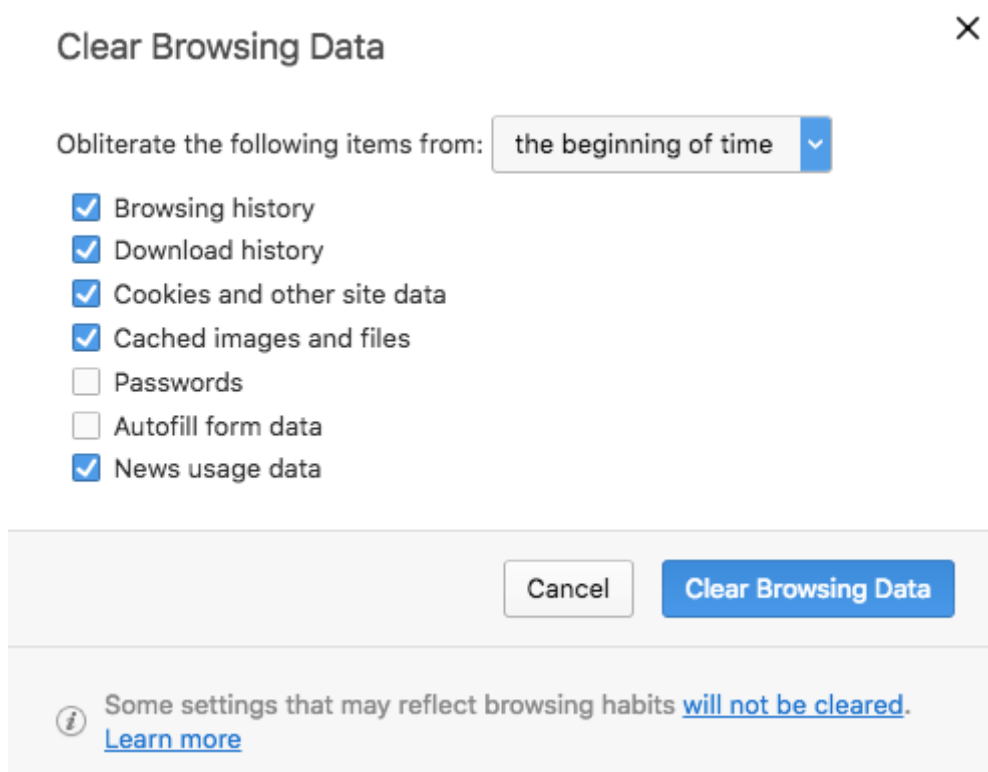 Clear Browsing Data
Obliterate the following items from: the beginning of time
Browsing history
Download history
Cookies and other site data
Cached images and files
Passwords
Autofill form data
News usage data
Cancel Clear Browsing Data
Some settings that may reflect browsing habits will not be cleared.
Learn more